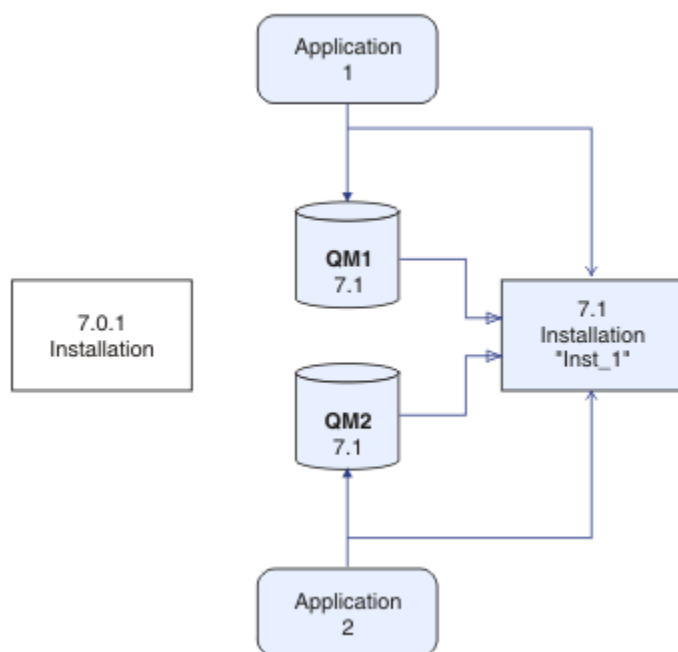 Application
1
QM1
7.1
7.0.1
Installation
7.1
Installation
"Inst_1"
QM2
7.1
Application
2